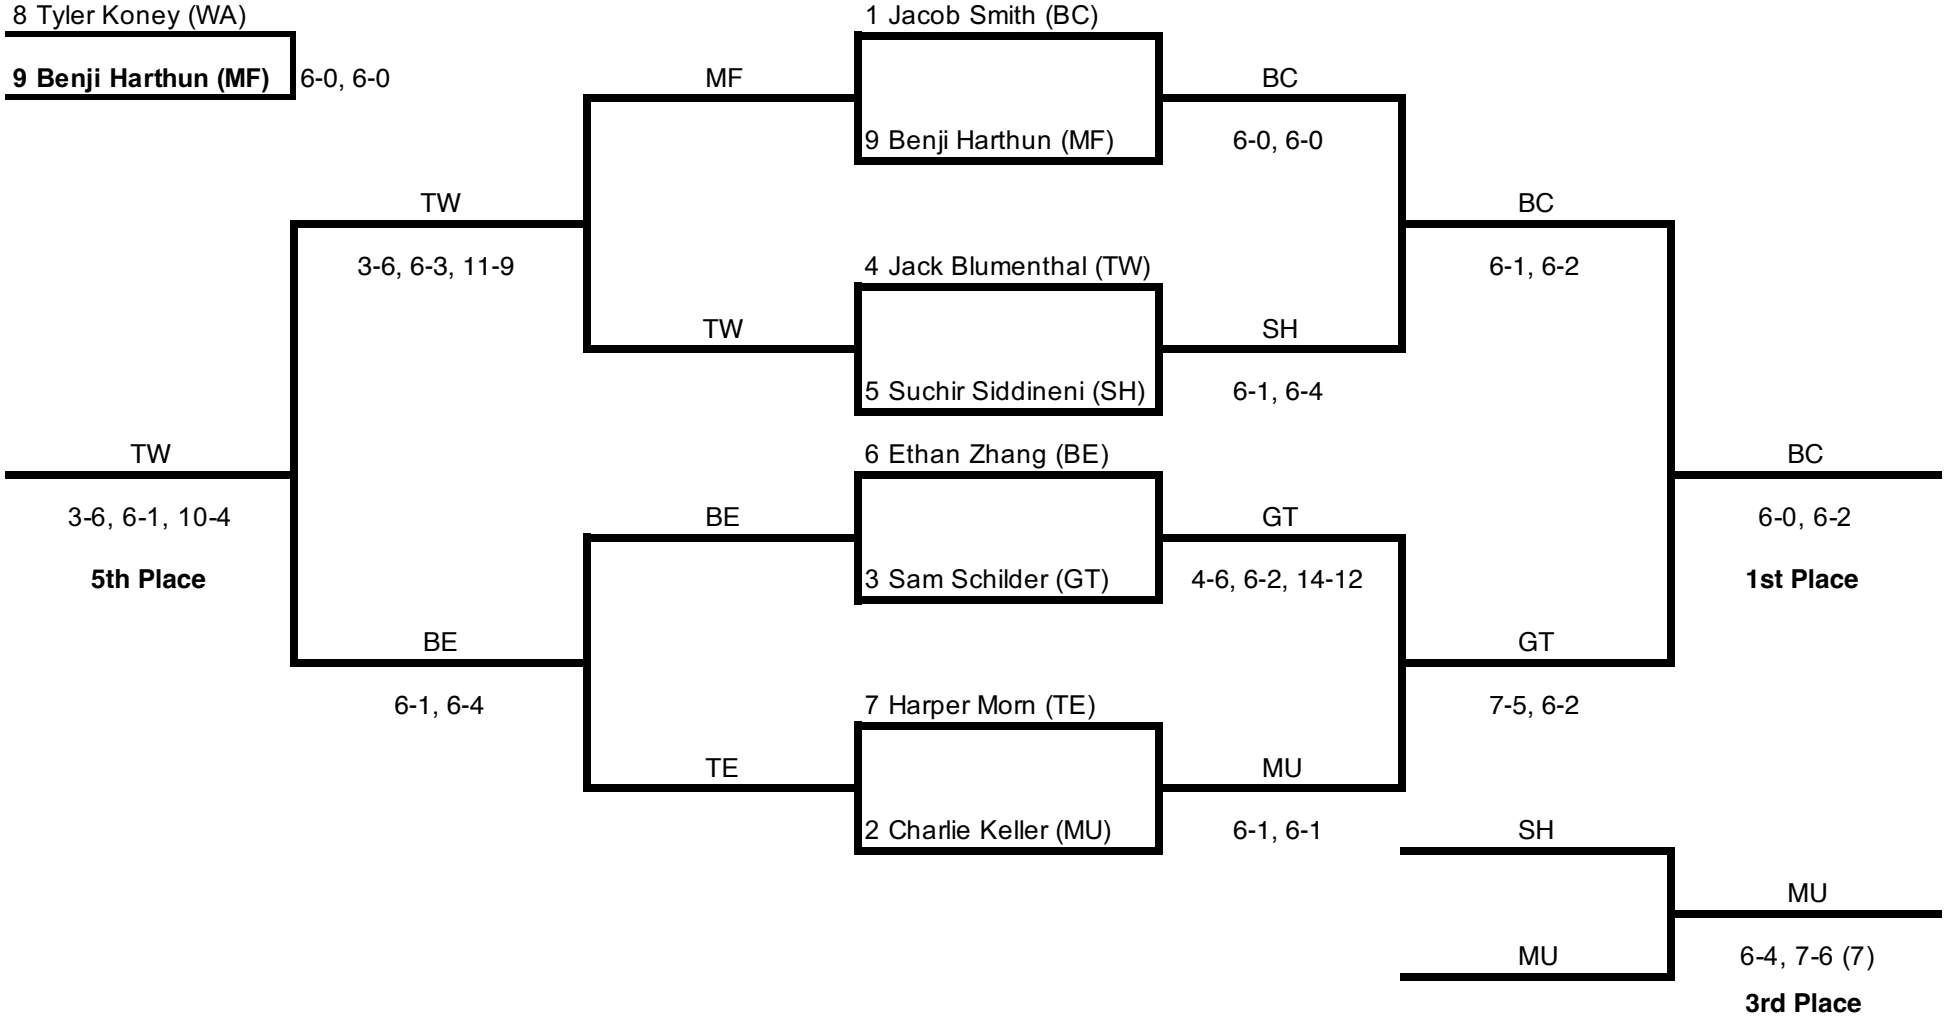 8 Tyler Koney (WA)
1 Jacob Smith (BC)
9 Benji Harthun (MF)
6-0, 6-0
MF
BC
9 Benji Harthun (MF)
6-0, 6-0
TW
BC
3-6, 6-3, 11-9
4 Jack Blumenthal (TW)
6-1, 6-2
TW
SH
5 Suchir Siddineni (SH)
6-1, 6-4
TW
6 Ethan Zhang (BE)
BC
3-6, 6-1, 10-4
BE
GT
6-0, 6-2
5th Place
3 Sam Schilder (GT)
4-6, 6-2, 14-12
1st Place
BE
GT
6-1, 6-4
7 Harper Morn (TE)
7-5, 6-2
TE
MU
2 Charlie Keller (MU)
6-1, 6-1
SH
MU
MU
6-4, 7-6 (7)
3rd Place